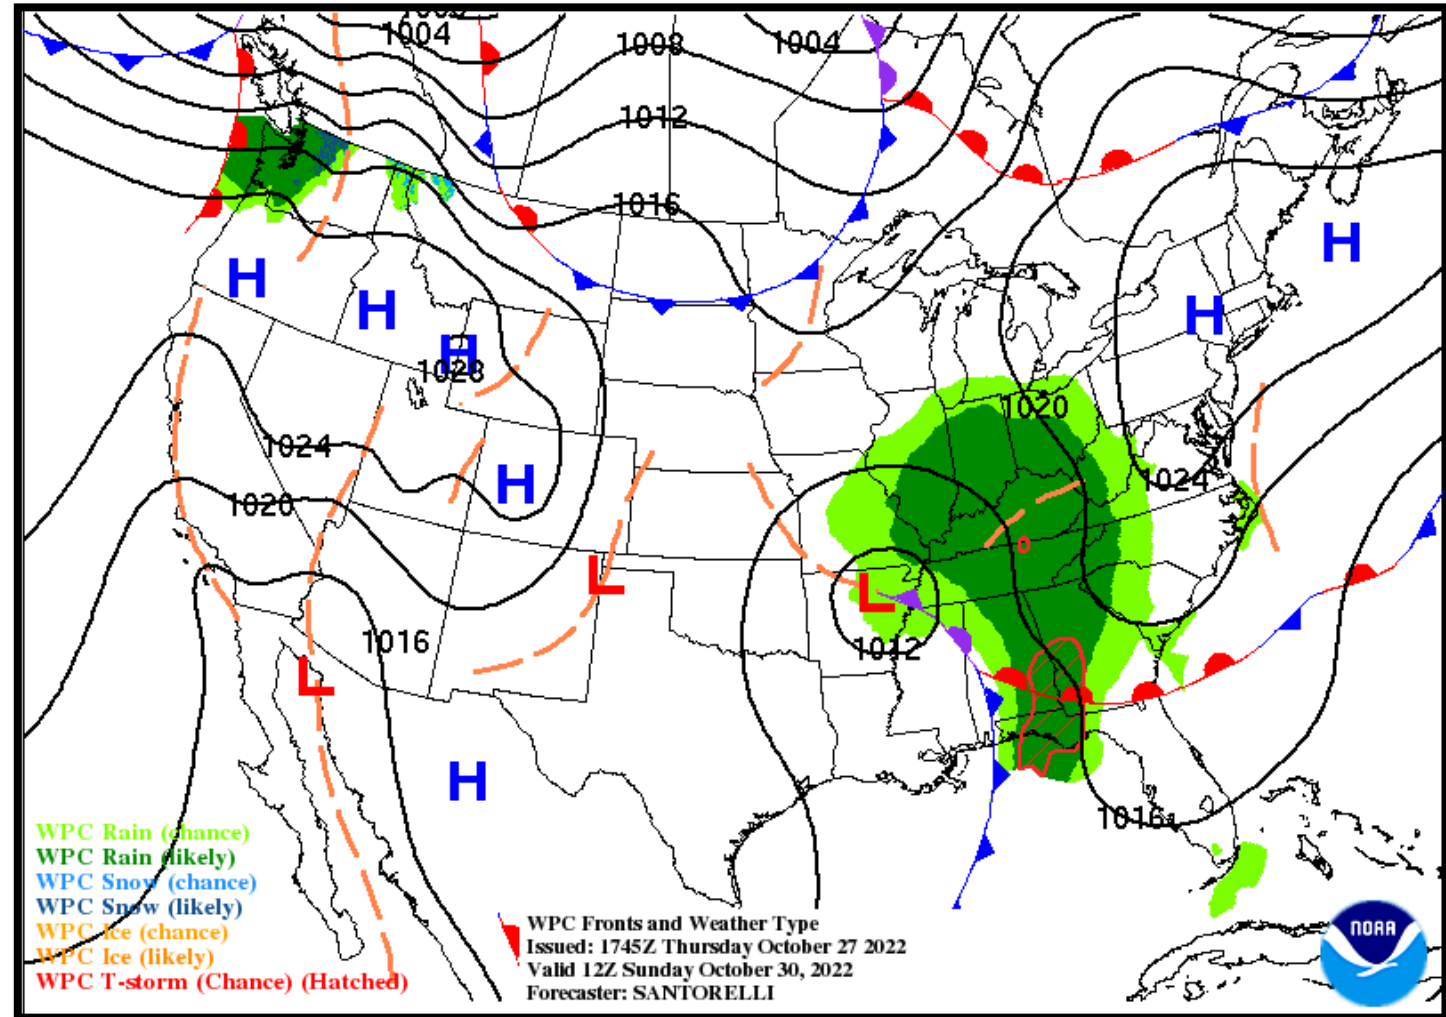 1004
1008
1004
1012
1016
H
H
H
H
H
1028
1020
1024
H
1024
1020
L
L
1012
1016
L
H
1016
WPC Rain (chance)
WPC Rain (likely)
WPC Snow (chance)
WPC Snow (likely)
WPC Ice (chance)
WPC Ice (likely)
WPC T-storm (Chance) (Hatched)
WPC Fronts and Weather Type
Issued: 1745Z Thursday October 27 2022
Valid 12Z Sunday October 30, 2022
Forecaster: SANTORELLI
NOAA